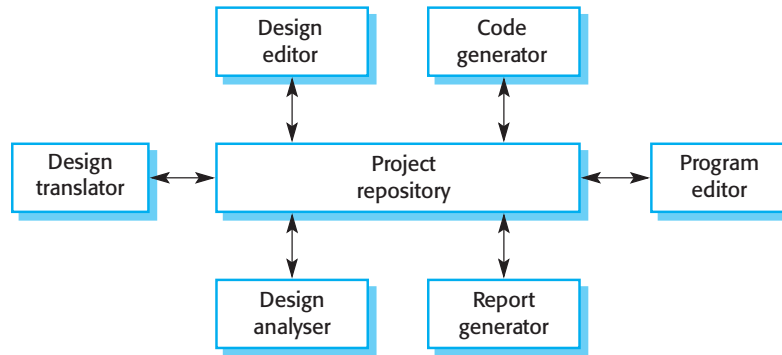 Design
editor
Code
generator
Design
translator
Project
repository
Program
editor
Design
analyser
Report
generator